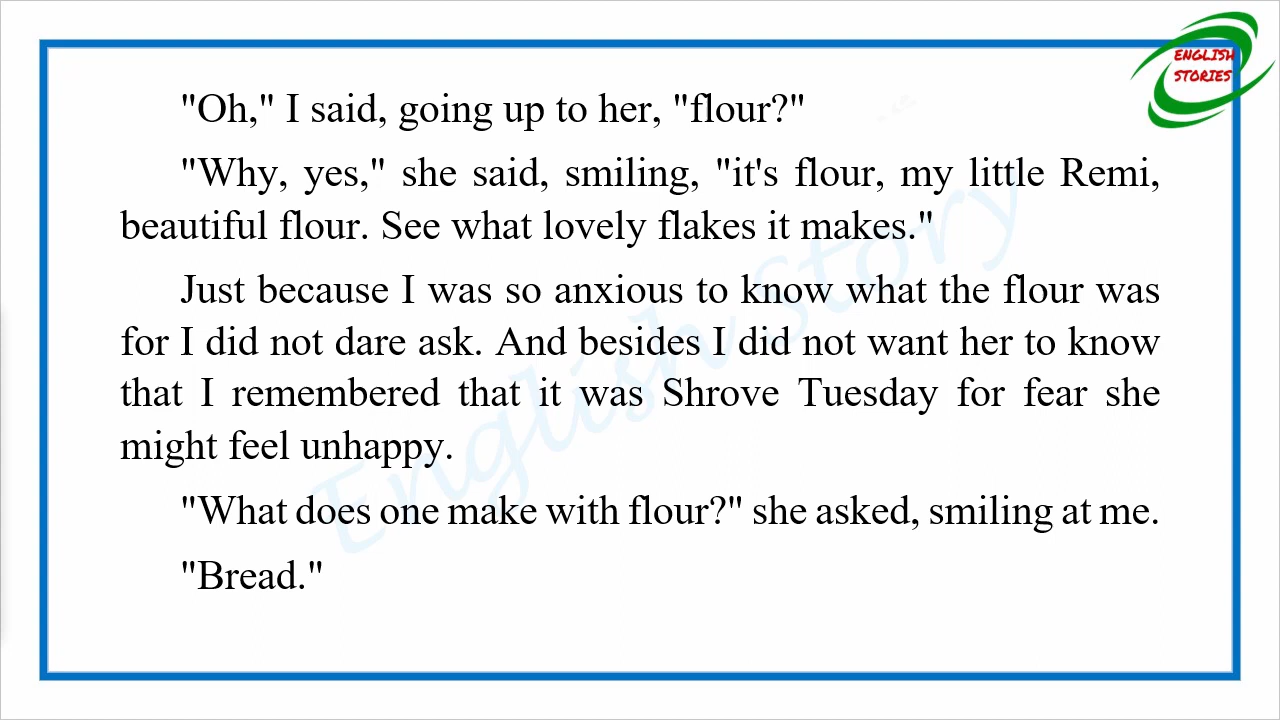 ENGLISH
STORIES
"Oh," I said, going up to her, "flour?"
"Why, yes," she said, smiling, "it's flour, my little Remi,
beautiful flour. See what lovely flakes it makes."
Just because I was so anxious to know what the flour was
for I did not dare ask. And besides I did not want her to know
that I remembered that it was Shrove Tuesday for fear she
might feel unhappy.
"What does one make with flour?" she asked, smiling at me.
"Bread."
English Story